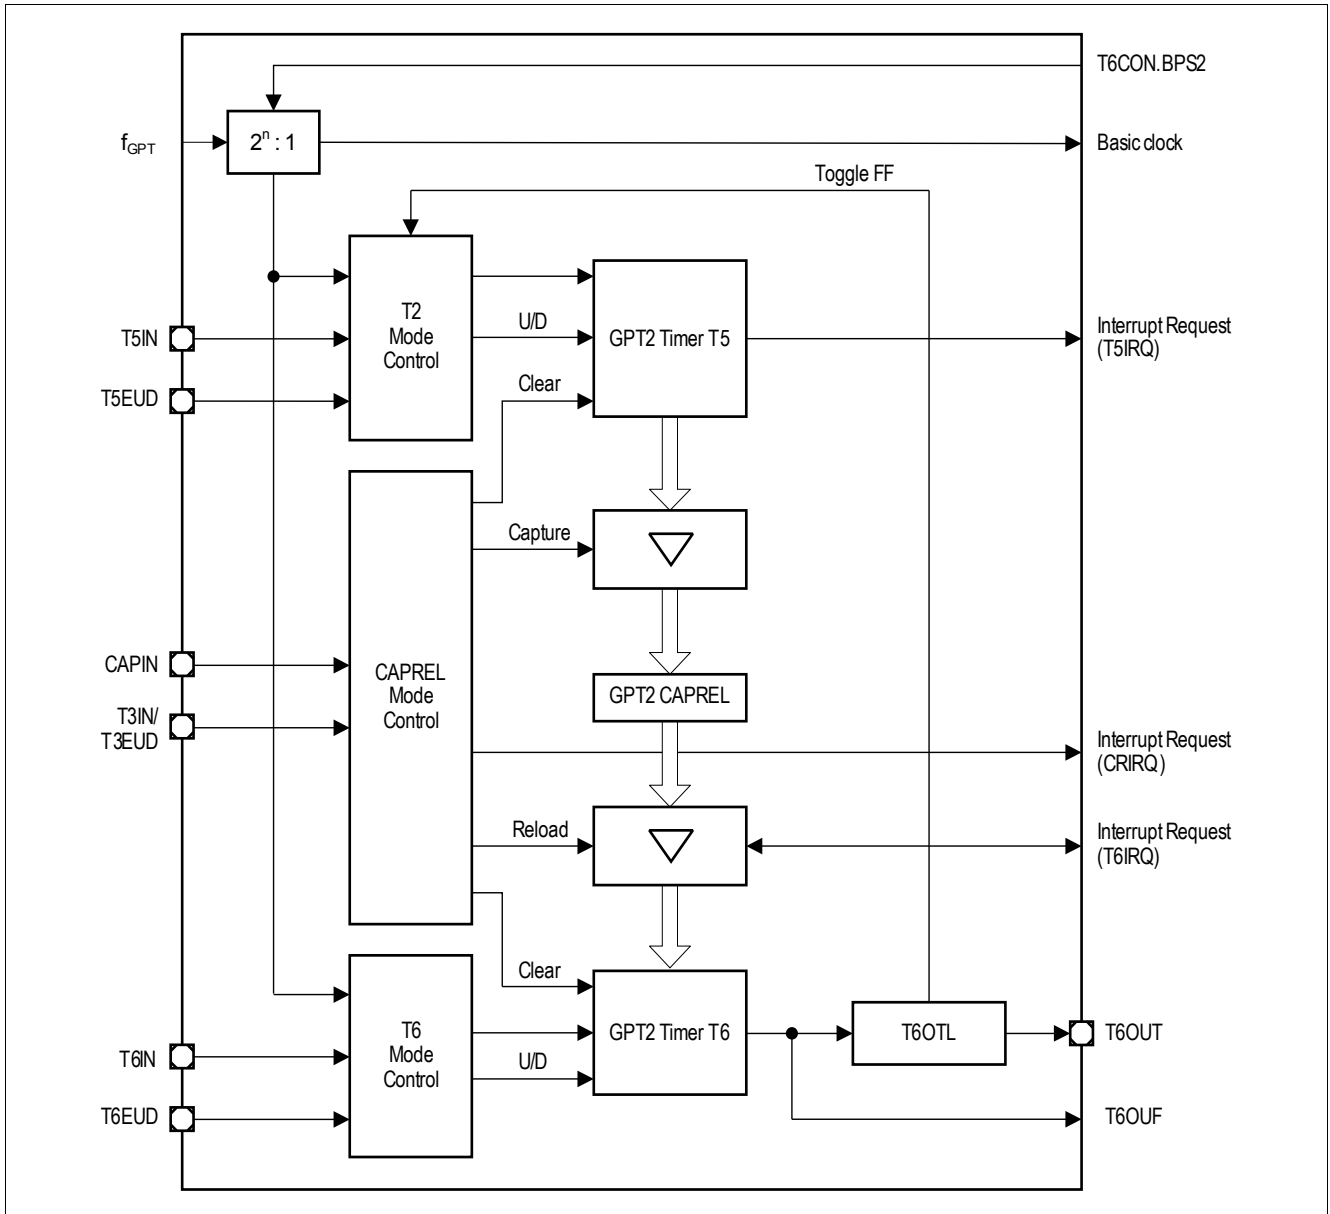 T6CON.BPS2
fGPT
2ⁿ : 1
Basic clock
Toggle FF
T2
Mode
Control
U/D
GPT2 Timer T5
T5IN
Interrupt Request
(T5IRQ)
T5EUD
Clear
Capture
CAPIN
CAPREL
Mode
Control
GPT2 CAPREL
T3IN/
T3EUD
Interrupt Request
(CRIRQ)
Reload
Interrupt Request
(T6IRQ)
Clear
T6
Mode
Control
GPT2 Timer T6
T6OTL
T6OUT
T6IN
U/D
T6EUD
T6OUF